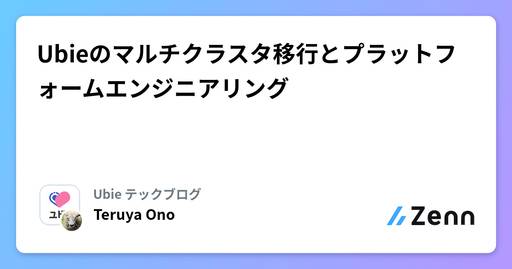 Ubieのマルチクラスタ移行とプラットフ
ォームエンジニアリング
Ubie テックブログ
Teruya Ono
Zenn